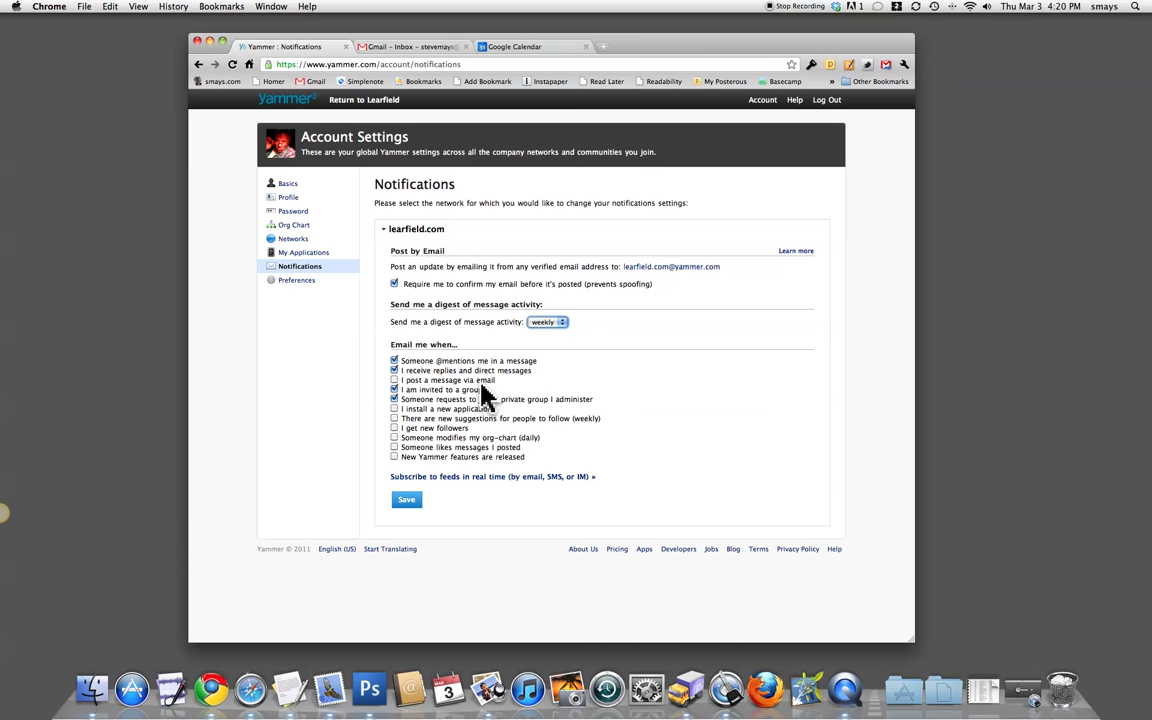 Chrome File Edit View History Bookmarks Window Help
Stop Recording 1 Thu Mar 3 4:20 PM smays
Yammer : Notifications Gmail – Inbox – stevemays@ 31 Google Calendar
https://www.yammer.com/account/notifications
smays.com Home Gmail Simplenote Bookmarks Add Bookmark Instapaper Read Later Readability My Posterous Basecamp » Other Bookmarks
yammer Return to Learfield Account Help Log Out
Account Settings
These are your global Yammer settings across all the company networks and communities you join.
Basics
Profile
Password
Org Chart
Networks
My Applications
Notifications
Preferences
Notifications
Please select the network for which you would like to change your notifications settings:
learfield.com
Post by Email Learn more
Post an update by emailing it from any verified email address to: learfield.com@yammer.com
Require me to confirm my email before it's posted (prevents spoofing)
Send me a digest of message activity:
Send me a digest of message activity: weekly
Email me when...
Someone @mentions me in a message
I receive replies and direct messages
I post a message via email
I am invited to a grou
Someone requests to private group I administer
I install a new application
There are new suggestions for people to follow (weekly)
I get new followers
Someone modifies my org-chart (daily)
Someone likes messages I posted
New Yammer features are released
Subscribe to feeds in real time (by email, SMS, or IM) »
Save
Yammer © 2011 English (US) Start Translating About Us Pricing Apps Developers Jobs Blog Terms Privacy Policy Help
Ps
MAR
3